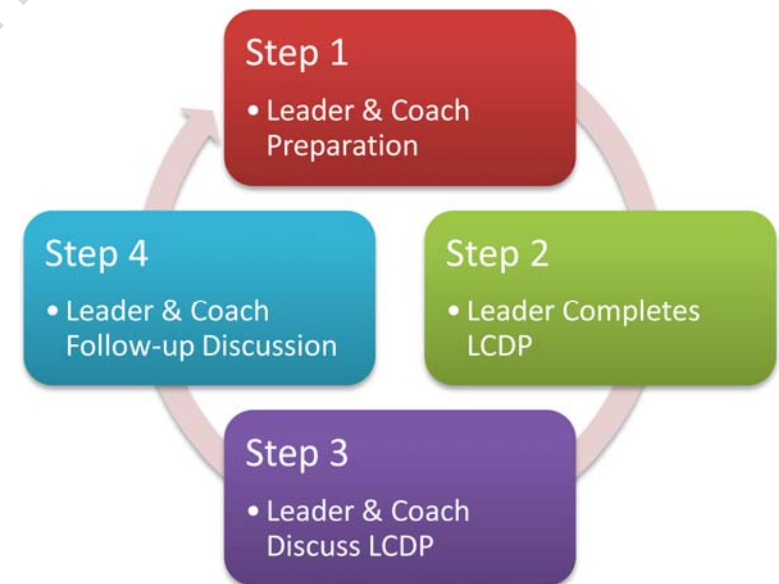 Step 1
• Leader & Coach
Preparation
Step 2
• Leader Completes
LCDP
Step 3
• Leader & Coach
Discuss LCDP
Step 4
• Leader & Coach
Follow-up Discussion